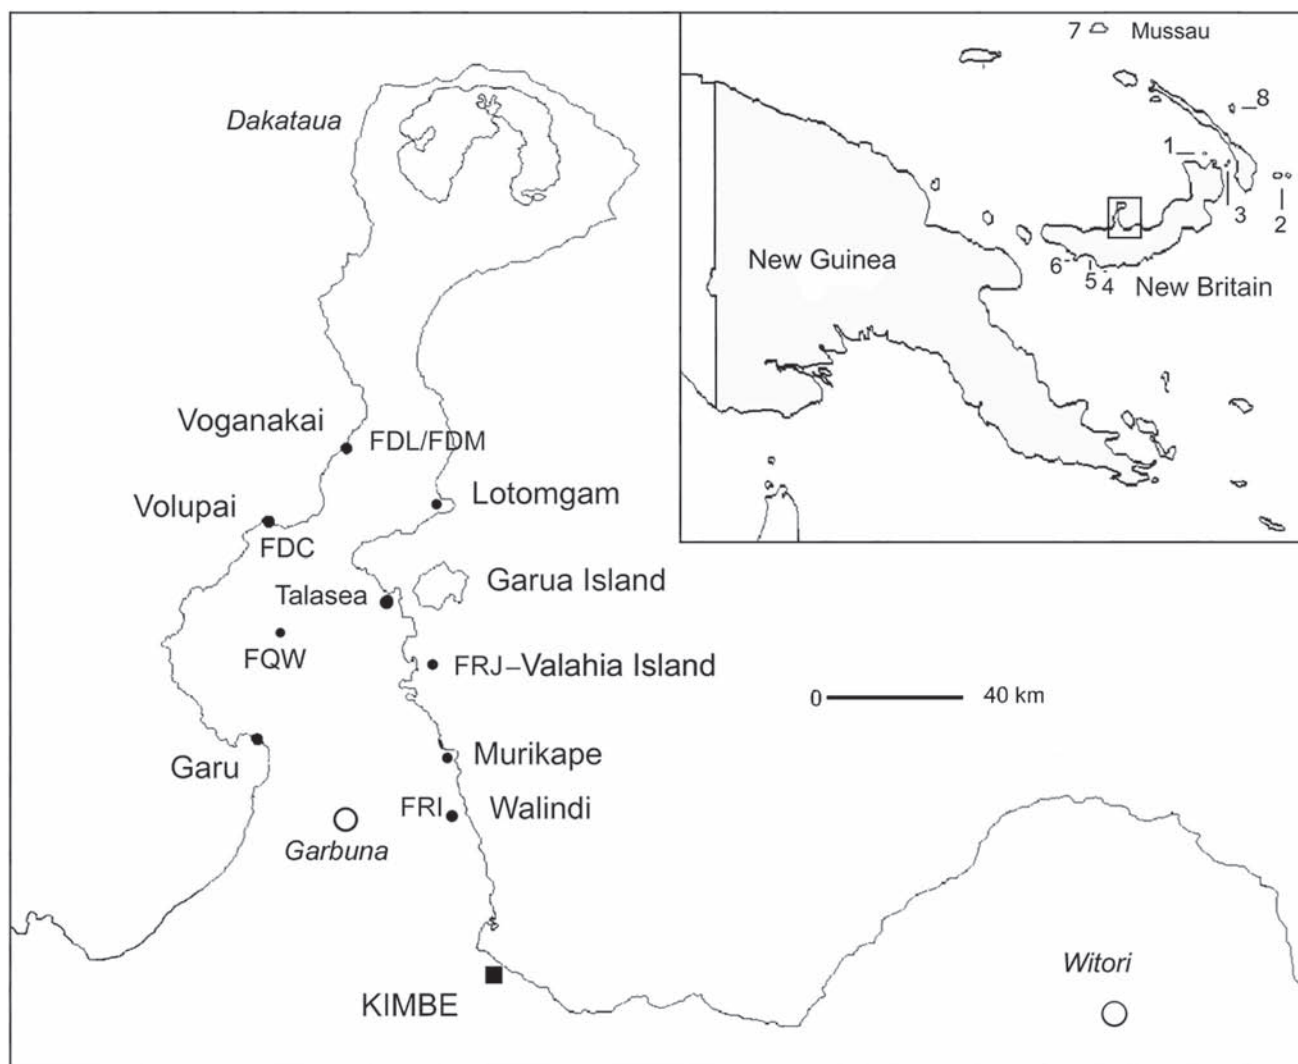 7 Mussau
Dakataua
8
1
3
2
New Guinea
6
5
4
New Britain
Voganakai
FDL/FDM
Volupai
Lotomgam
FDC
Garua Island
Talasea
FQW
FRJ–Valahia Island
0 40 km
Murikape
Garu
FRI
Walindi
Garbuna
Witori
KIMBE